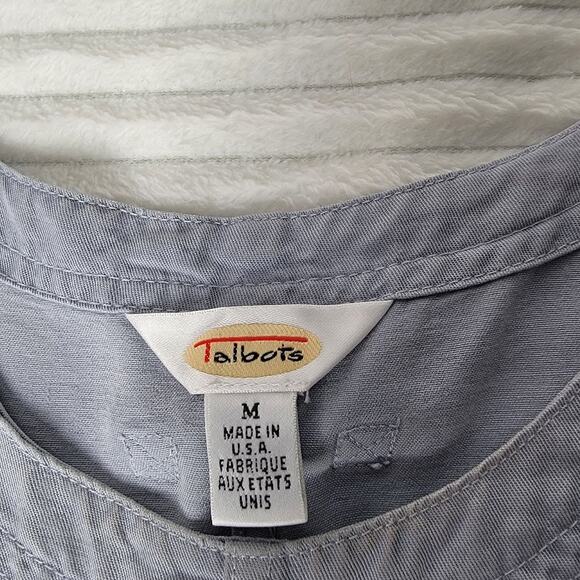 Talbots
M
MADE IN
U.S.A.
FABRIQUE
AUX ETATS
UNIS